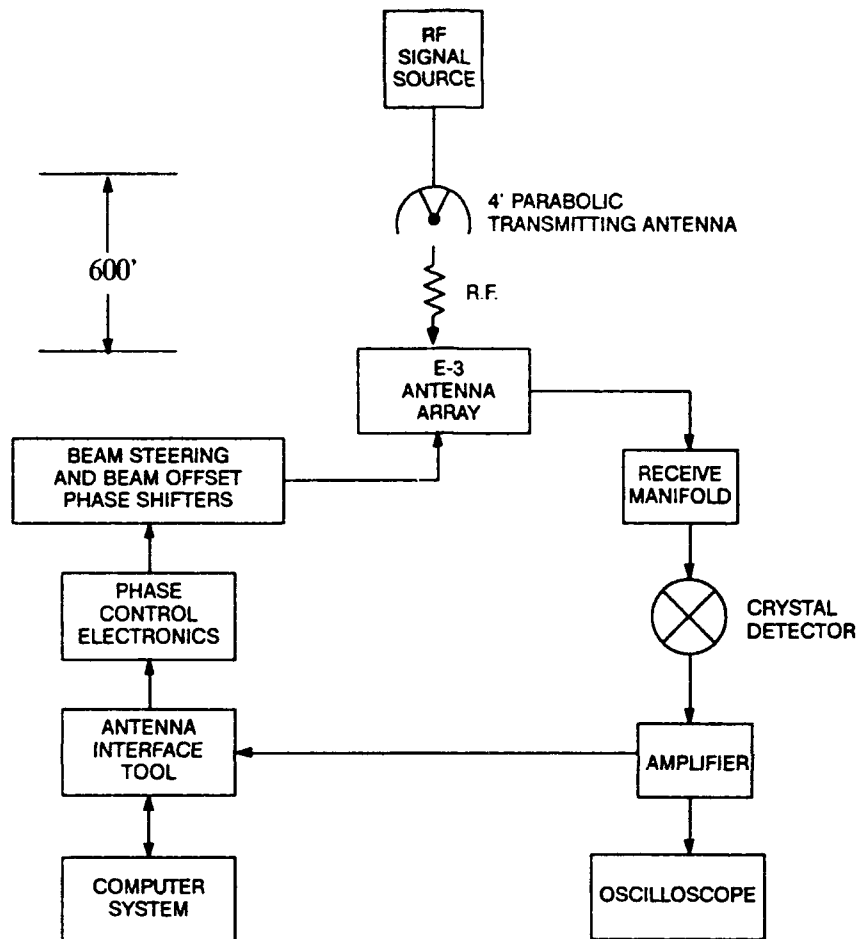 RF
SIGNAL
SOURCE
4' PARABOLIC
TRANSMITTING ANTENNA
600'
R.F.
E-3
ANTENNA
ARRAY
BEAM STEERING
AND BEAM OFFSET
PHASE SHIFTERS
RECEIVE
MANIFOLD
PHASE
CONTROL
ELECTRONICS
CRYSTAL
DETECTOR
ANTENNA
INTERFACE
TOOL
AMPLIFIER
COMPUTER
SYSTEM
OSCILLOSCOPE